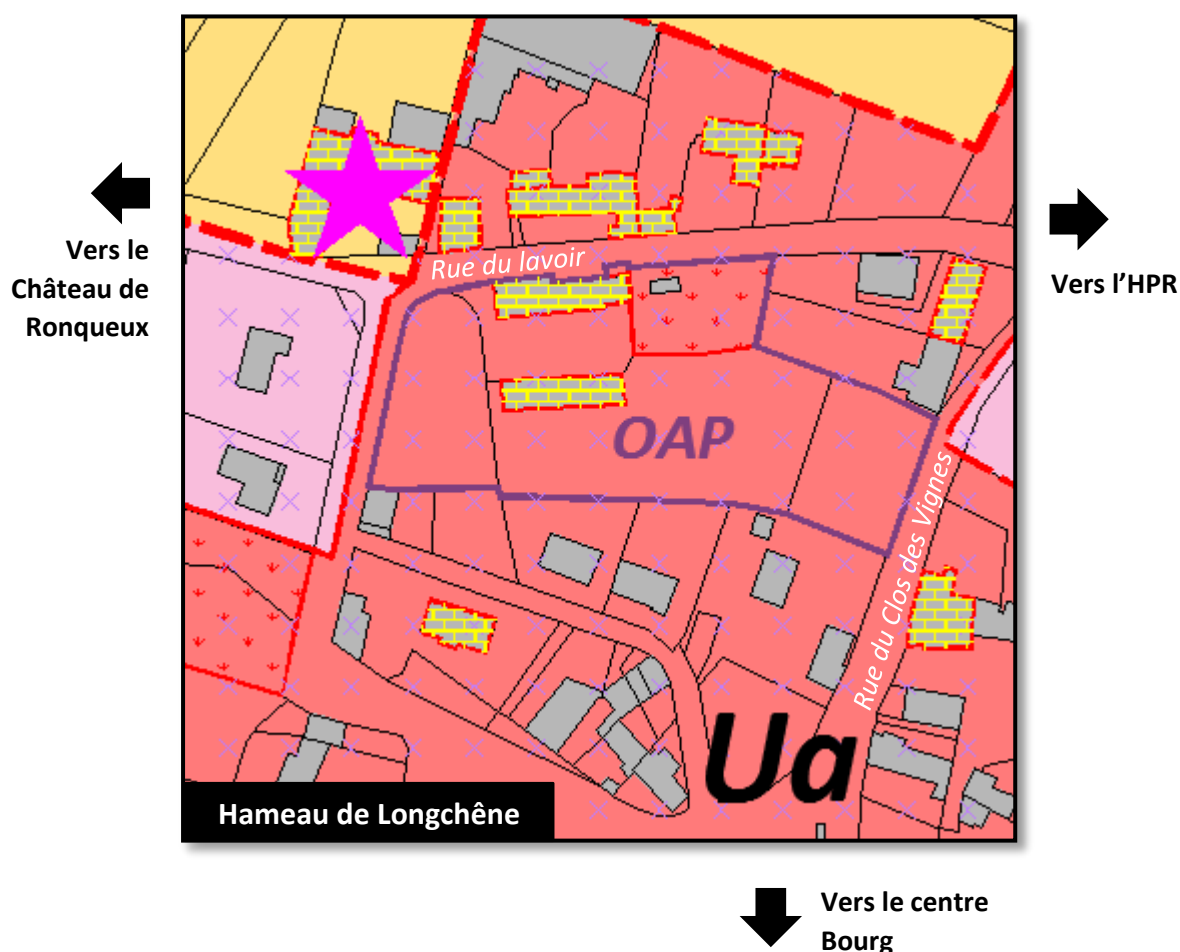 Vers le
Château de
Ronqueux
Vers l’HPR
Rue du lavoir
OAP
Rue du Clos des Vignes
Ua
Hameau de Longchêne
Vers le centre
Bourg